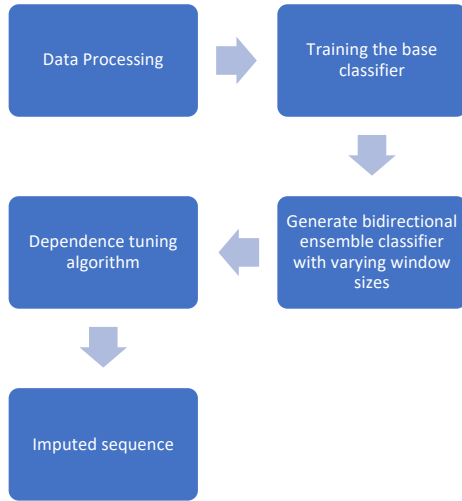 Data Processing
Training the base
classifier
Generate bidirectional
ensemble classifier
with varying window
sizes
Dependence tuning
algorithm
Imputed sequence